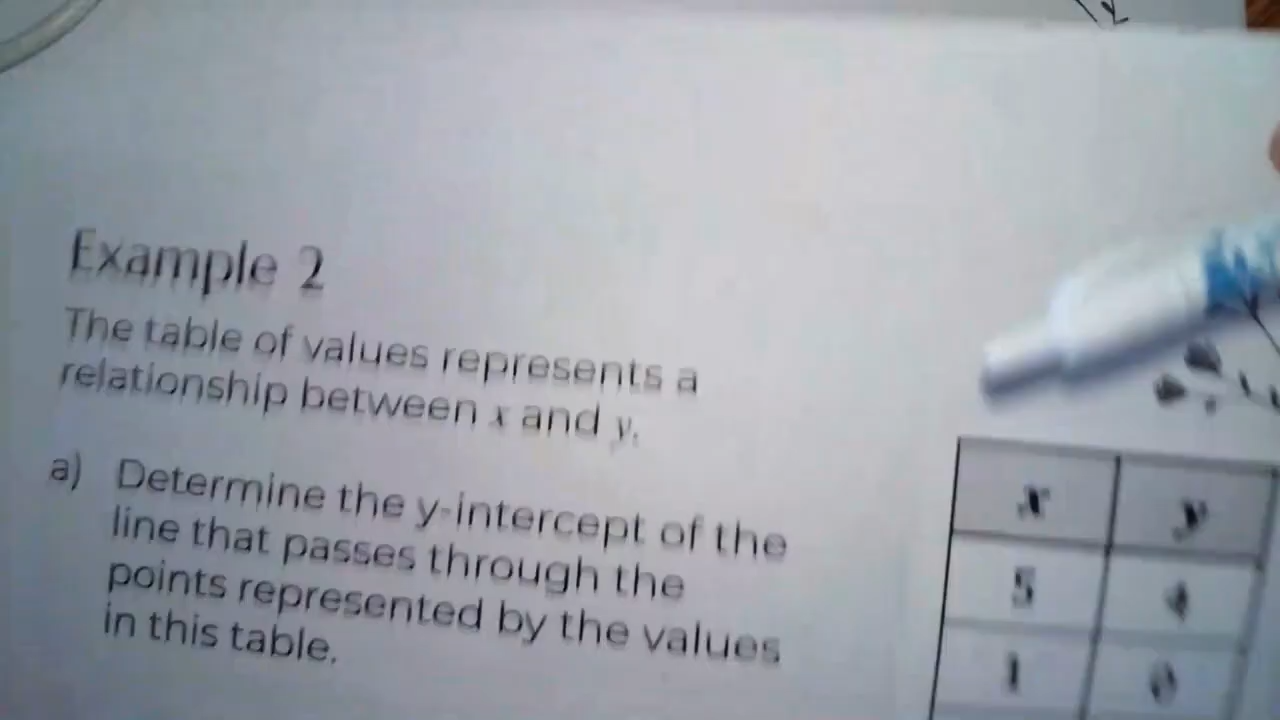 Example 2
The table of values represents a
relationship between x and y.
a) Determine the y-intercept of the
line that passes through the
points represented by the values
in this table.
x y
5 4
1 0